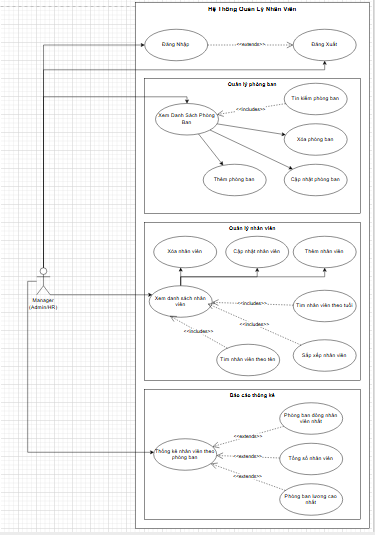 Hệ Thống Quản Lý Nhân Viên
Đăng Nhập
<<extends>>
Đăng Xuất
Quản lý phòng ban
Tìm kiếm phòng ban
<<includes>>
Xem Danh Sách Phòng
Ban
Xóa phòng ban
Thêm phòng ban
Cập nhật phòng ban
Quản lý nhân viên
Xóa nhân viên
Cập nhật nhân viên
Thêm nhân viên
Manager
(Admin/HR)
Xem danh sách nhân
viên
<<includes>>
Tìm nhân viên theo tuổi
<<includes>>
<<includes>>
Tìm nhân viên theo tên
Sắp xếp nhân viên
Báo cáo thống kê
Phòng ban đông nhân
viên nhất
<<extends>>
Thống kê nhân viên theo
phòng ban
<<extends>>
Tổng số nhân viên
<<extends>>
Phòng ban lương cao
nhất